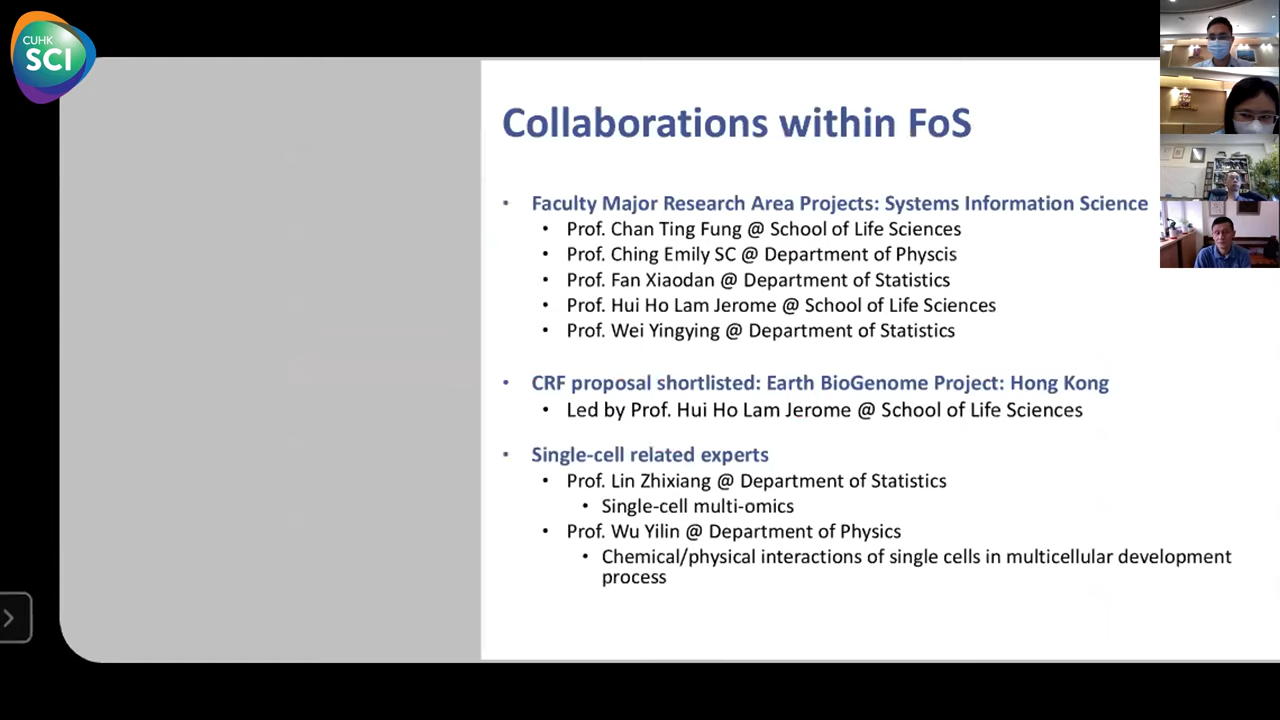 CUHK
SCI
Collaborations within FoS
• Faculty Major Research Area Projects: Systems Information Science
• Prof. Chan Ting Fung @ School of Life Sciences
• Prof. Ching Emily SC @ Department of Physcis
• Prof. Fan Xiaodan @ Department of Statistics
• Prof. Hui Ho Lam Jerome @ School of Life Sciences
• Prof. Wei Yingying @ Department of Statistics
• CRF proposal shortlisted: Earth BioGenome Project: Hong Kong
• Led by Prof. Hui Ho Lam Jerome @ School of Life Sciences
• Single-cell related experts
• Prof. Lin Zhixiang @ Department of Statistics
• Single-cell multi-omics
• Prof. Wu Yilin @ Department of Physics
• Chemical/physical interactions of single cells in multicellular development
process